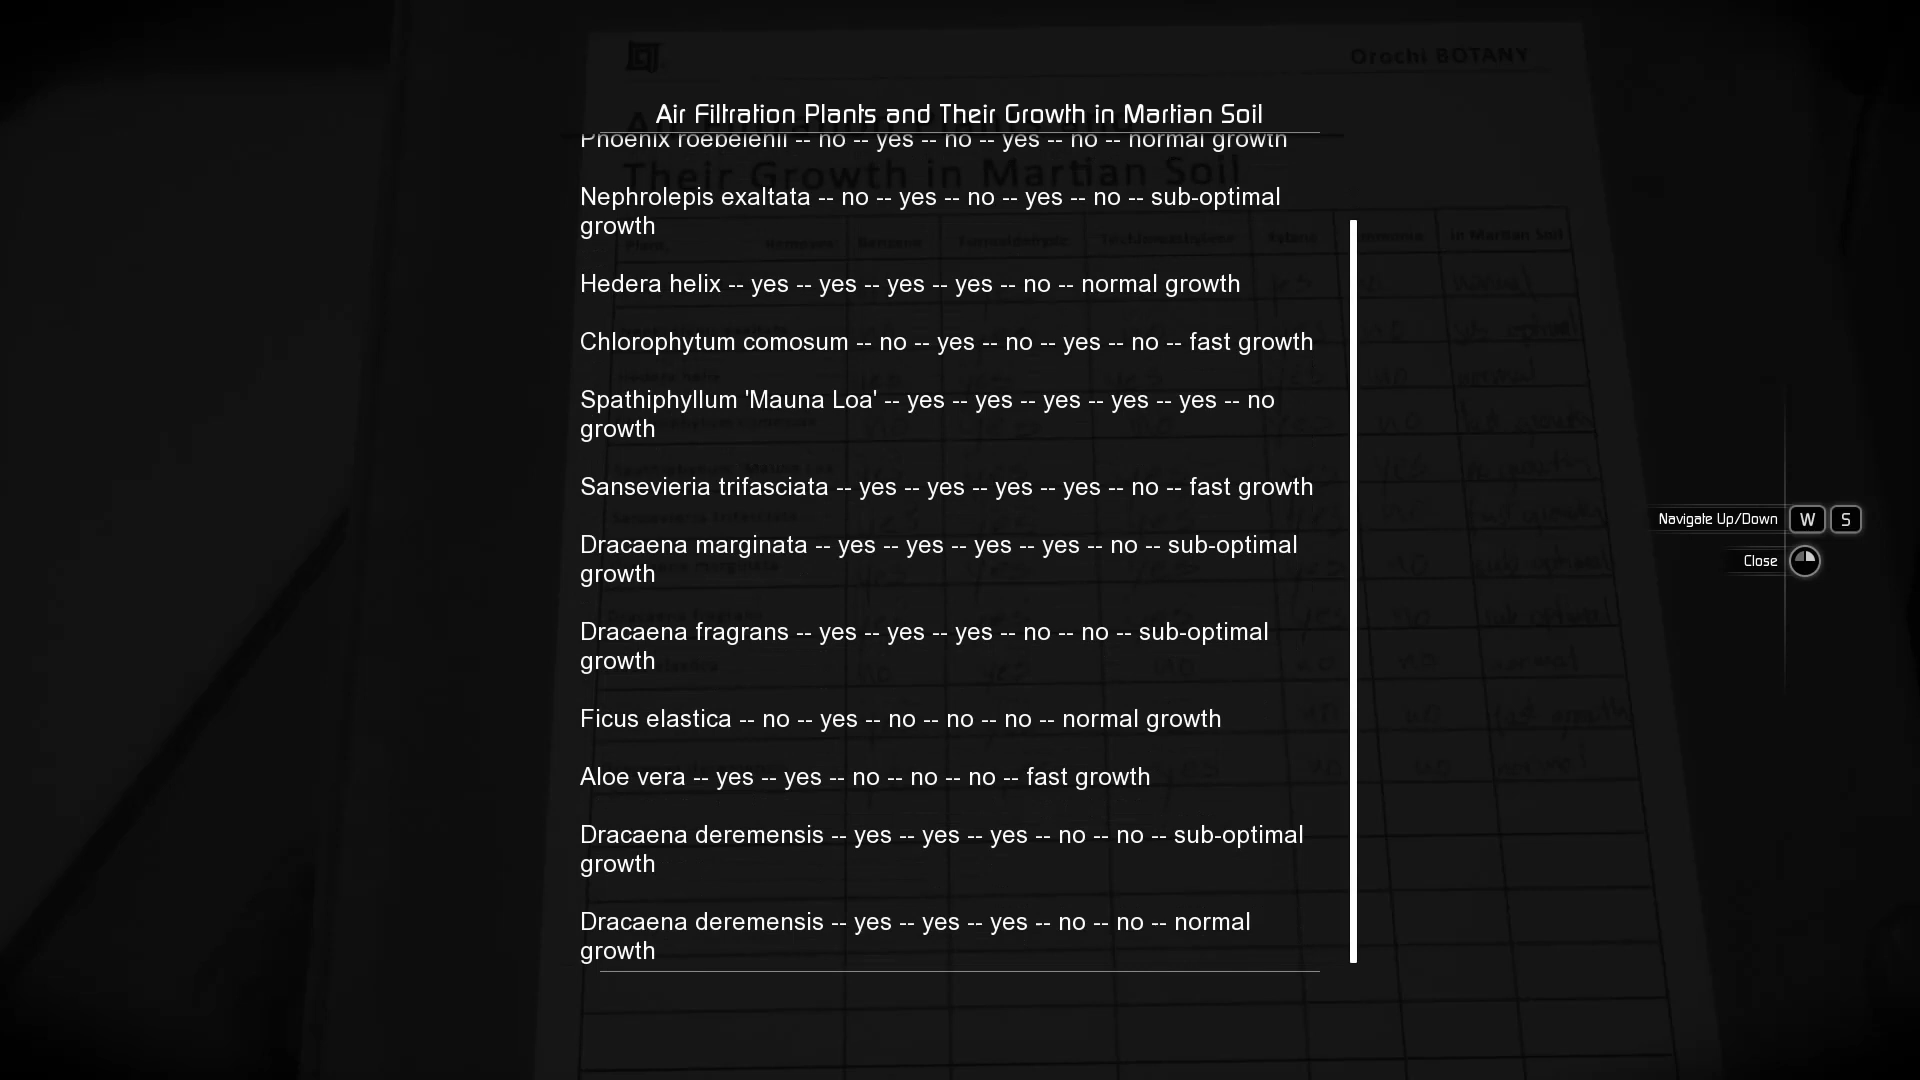 Orochi BOTANY
Air Filtration Plants and Their Growth in Martian Soil
Phoenix roebelenii -- no -- yes -- no -- yes -- no -- normal growth
Their Growth in Martian Soil
Nephrolepis exaltata -- no -- yes -- no -- yes -- no -- sub-optimal
growth
Hedera helix -- yes -- yes -- yes -- yes -- no -- normal growth
Chlorophytum comosum -- no -- yes -- no -- yes -- no -- fast growth
Spathiphyllum 'Mauna Loa' -- yes -- yes -- yes -- yes -- yes -- no
growth
Sansevieria trifasciata -- yes -- yes -- yes -- yes -- no -- fast growth
Dracaena marginata -- yes -- yes -- yes -- yes -- no -- sub-optimal
growth
Dracaena fragrans -- yes -- yes -- yes -- no -- no -- sub-optimal
growth
Ficus elastica -- no -- yes -- no -- no -- no -- normal growth
Aloe vera -- yes -- yes -- no -- no -- no -- fast growth
Dracaena deremensis -- yes -- yes -- yes -- no -- no -- sub-optimal
growth
Dracaena deremensis -- yes -- yes -- yes -- no -- no -- normal
growth
Navigate Up/Down W S
Close